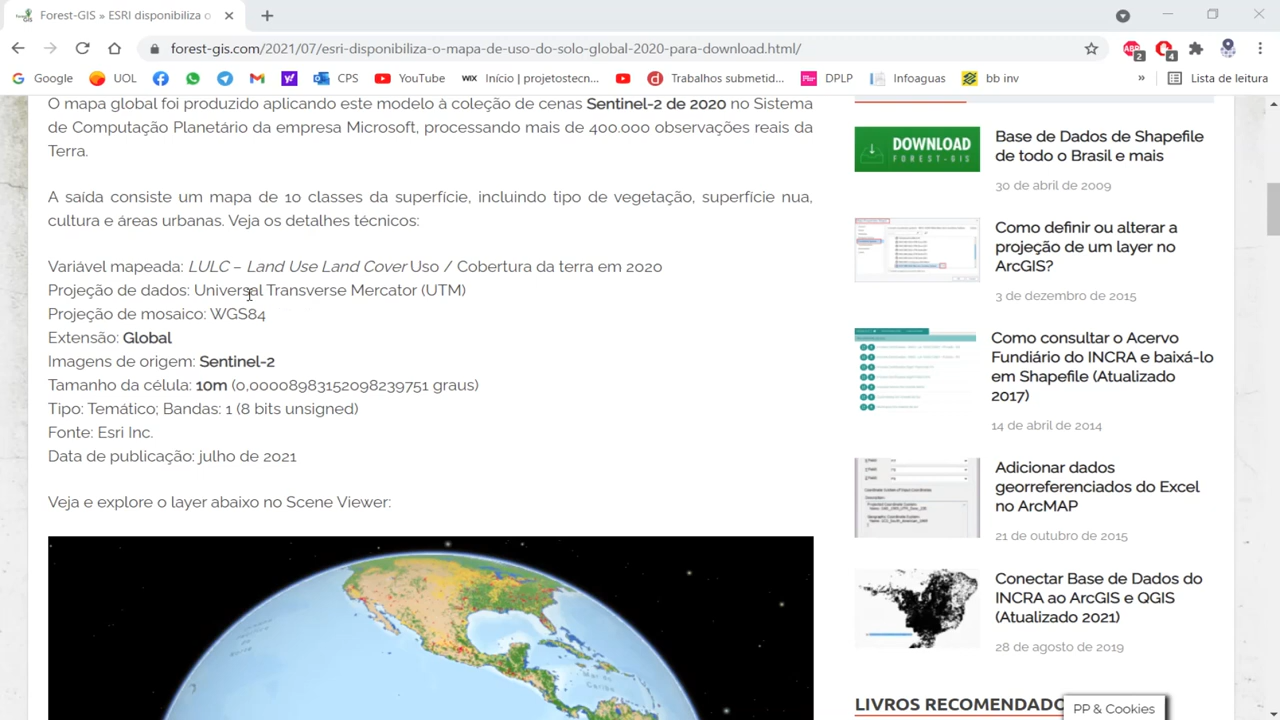 Forest-GIS » ESRI disponibiliza o
forest-gis.com/2021/07/esri-disponibiliza-o-mapa-de-uso-do-solo-global-2020-para-download.html/
Google
UOL
CPS
YouTube
Início | projetostecn...
Trabalhos submetid...
DPLP
Infoaguas
bb inv
»
Lista de leitura
O mapa global foi produzido aplicando este modelo à coleção de cenas Sentinel-2 de 2020 no Sistema
de Computação Planetário da empresa Microsoft, processando mais de 400.000 observações reais da
Terra.
A saída consiste um mapa de 10 classes da superfície, incluindo tipo de vegetação, superfície nua,
cultura e áreas urbanas. Veja os detalhes técnicos:
Variável mapeada: Land Cover Uso / Cobertura da terra em
Projeção de dados: Universal Transverse Mercator (UTM)
Projeção de mosaico: WGS84
Extensão: Global
Imagens de origem: Sentinel-2
Tamanho da célula: 10m (0,00008983152098239751 graus)
Tipo: Temático; Bandas: 1 (8 bits unsigned)
Fonte: Esri Inc.
Data de publicação: julho de 2021
Veja e explore o abaixo no Scene Viewer:
DOWNLOAD
FOREST-GIS
Base de Dados de Shapefile
de todo o Brasil e mais
30 de abril de 2009
Como definir ou alterar a
projeção de um layer no
ArcGIS?
3 de dezembro de 2015
Como consultar o Acervo
Fundiário do INCRA e baixá-lo
em Shapefile (Atualizado
2017)
14 de abril de 2014
Adicionar dados
georreferenciados do Excel
no ArcMAP
21 de outubro de 2015
Conectar Base de Dados do
INCRA ao ArcGIS e QGIS
(Atualizado 2021)
28 de agosto de 2019
LIVROS RECOMENDADO
PP & Cookies